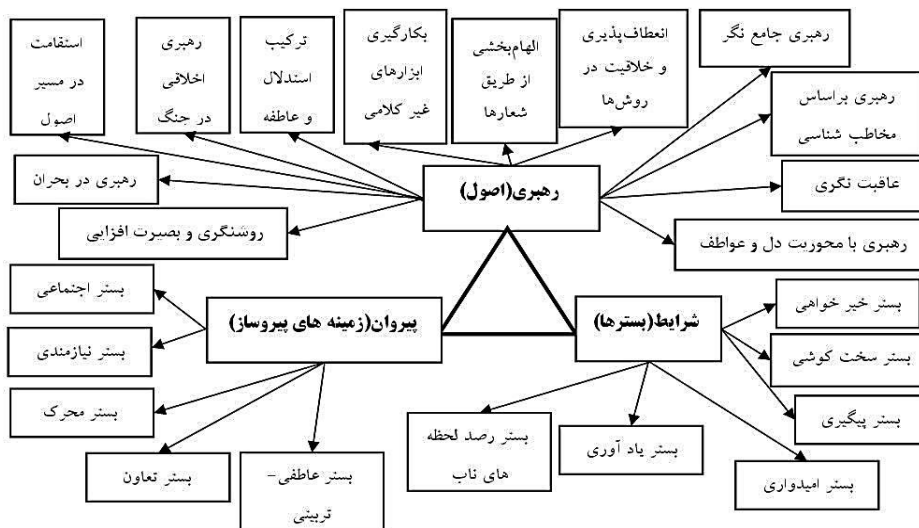 رهبری جامع نگر
انعطاف‌پذیری
و خلاقیت در
روش‌ها
الهام‌بخشی
از طریق
شعارها
بکارگیری
ابزارهای
غیر کلامی
ترکیب
استدلال
و عاطفه
رهبری
اخلاقی
در جنگ
استقامت
در مسیر
اصول
رهبری براساس
مخاطب شناسی
عاقبت نگری
رهبری با محوریت دل و عواطف
رهبری(اصول)
رهبری در بحران
روشنگری و بصیرت افزایی
شرایط(بسترها)
بستر خیر خواهی
بستر سخت کوشی
بستر پیگیری
بستر امیدواری
بستر یاد آوری
بستر رصد لحظه
های ناب
پیروان(زمینه های پیروساز)
بستر اجتماعی
بستر نیازمندی
بستر محرک
بستر تعاون
بستر عاطفی-
تربیتی